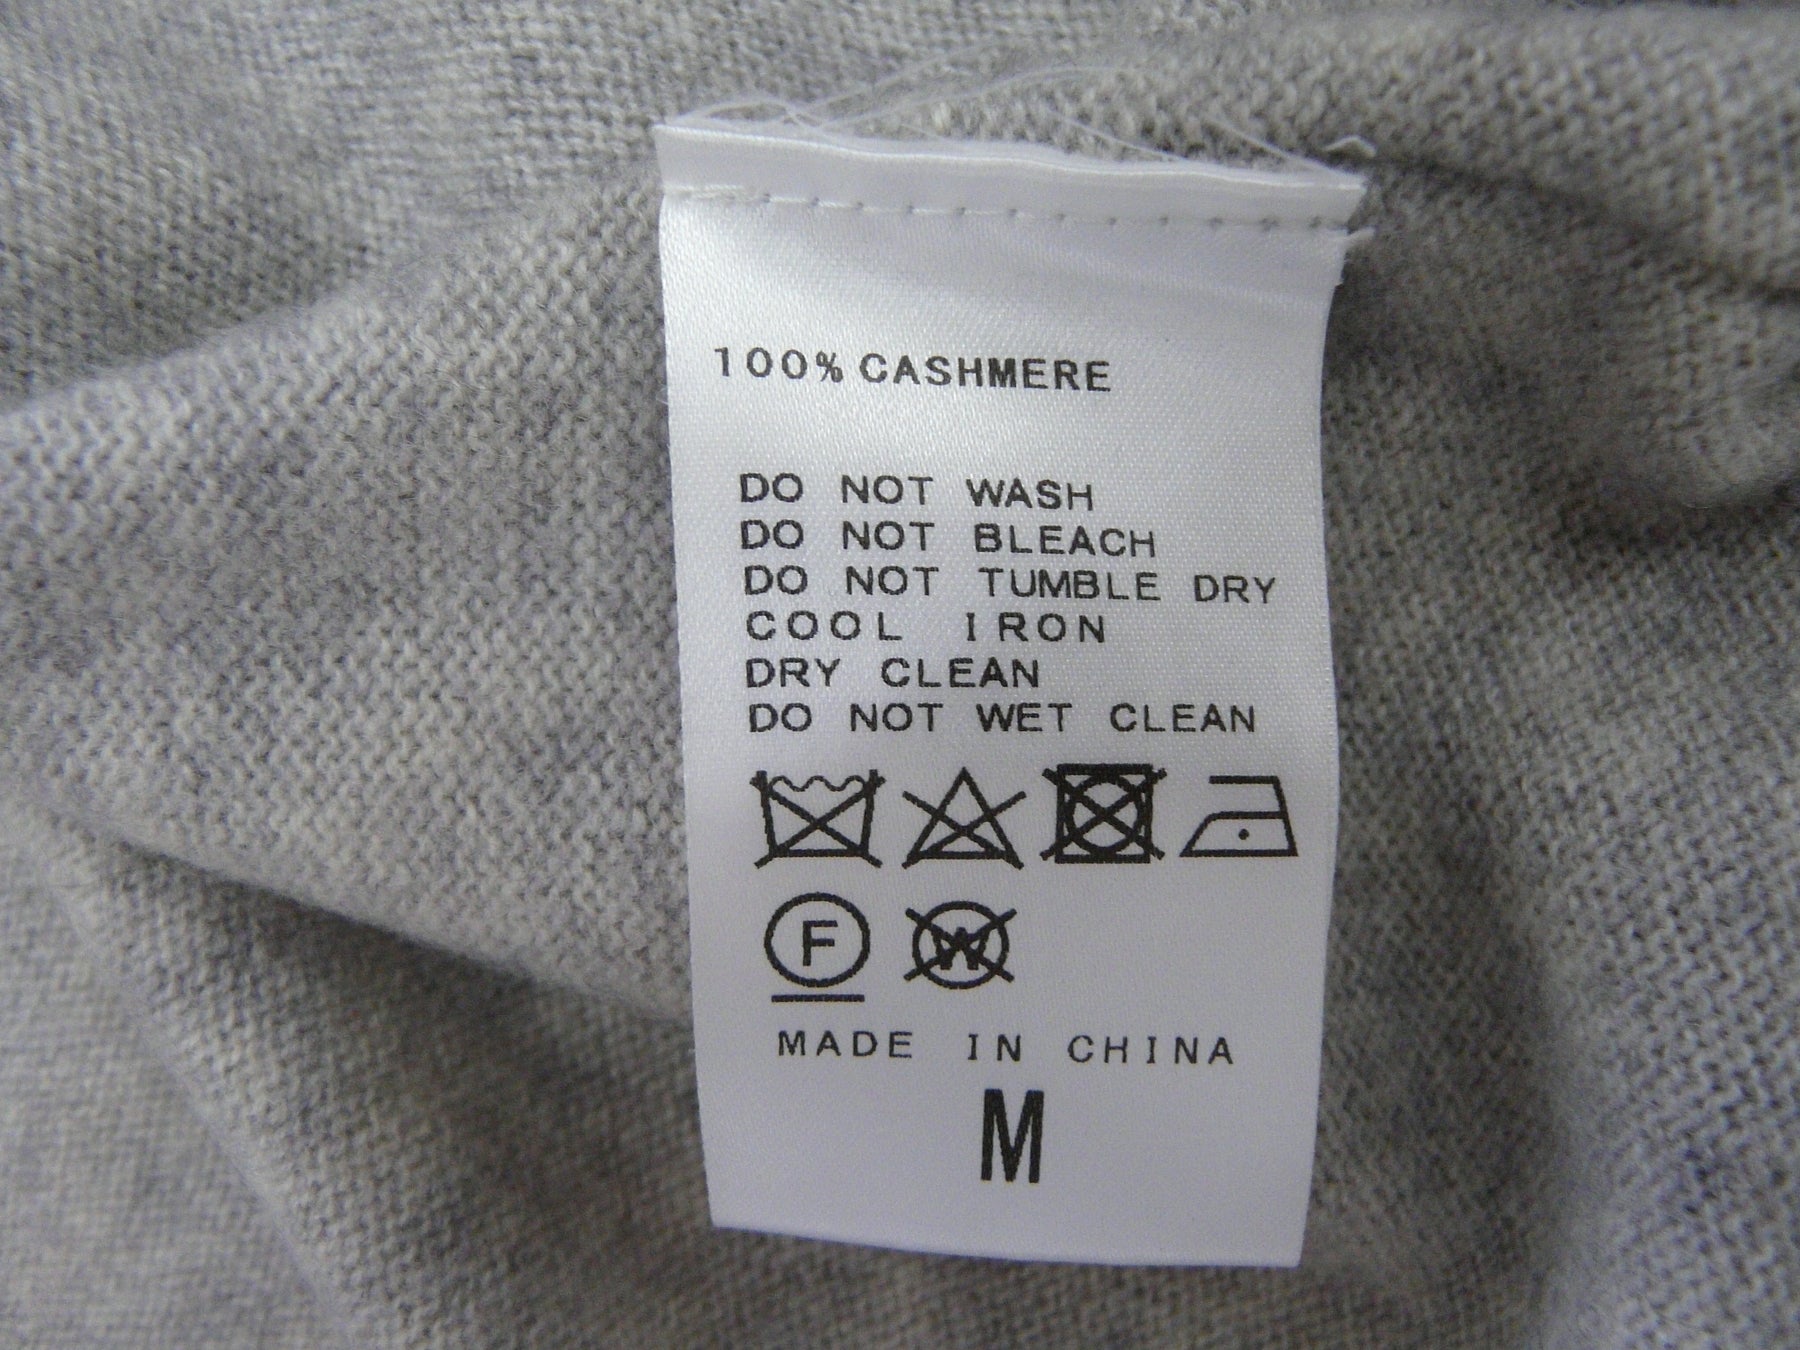 100% CASHMERE
DO NOT WASH
DO NOT BLEACH
DO NOT TUMBLE DRY
COOL IRON
DRY CLEAN
DO NOT WET CLEAN
F W
MADE IN CHINA
M